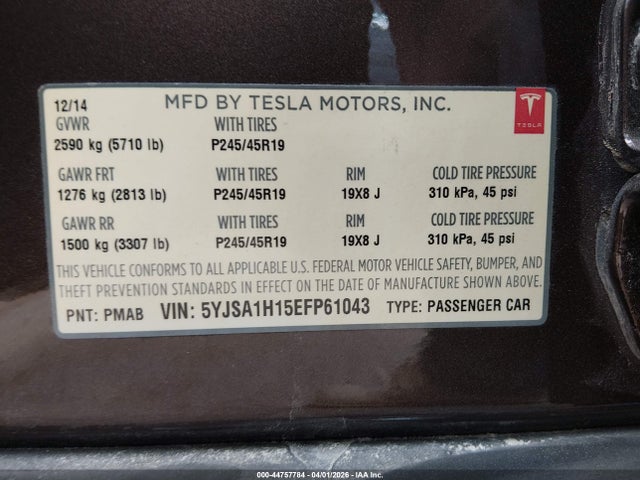 12/14 MFD BY TESLA MOTORS, INC.
TESLA
GVWR WITH TIRES
2590 kg (5710 lb) P245/45R19
GAWR FRT WITH TIRES RIM COLD TIRE PRESSURE
1276 kg (2813 lb) P245/45R19 19X8 J 310 kPa, 45 psi
GAWR RR WITH TIRES RIM COLD TIRE PRESSURE
1500 kg (3307 lb) P245/45R19 19X8 J 310 kPa, 45 psi
THIS VEHICLE CONFORMS TO ALL APPLICABLE U.S. FEDERAL MOTOR VEHICLE SAFETY, BUMPER, AND
THEFT PREVENTION STANDARDS IN EFFECT ON THE DATE OF MANUFACTURE SHOWN ABOVE.
PNT: PMAB VIN: 5YJSA1H15EFP61043 TYPE: PASSENGER CAR
000-44757784 - 04/01/2026 - IAA Inc.